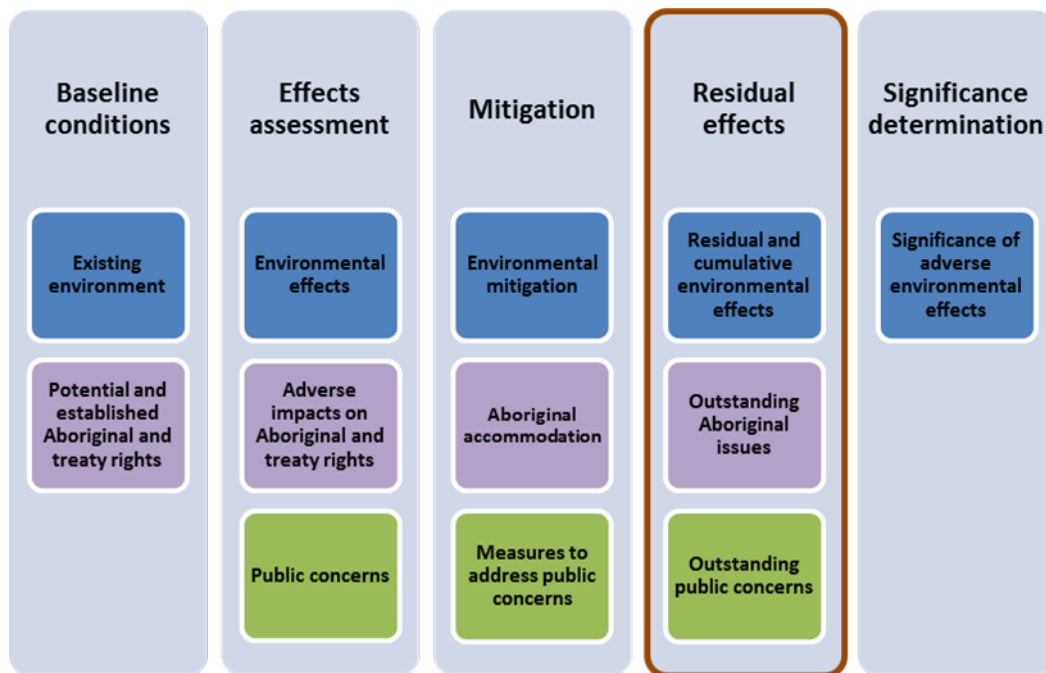 Baseline
conditions
Existing
environment
Potential and
established
Aboriginal and
treaty rights
Effects
assessment
Environmental
effects
Adverse
impacts on
Aboriginal and
treaty rights
Public concerns
Mitigation
Environmental
mitigation
Aboriginal
accommodation
Measures to
address public
concerns
Residual
effects
Residual and
cumulative
environmental
effects
Outstanding
Aboriginal
issues
Outstanding
public concerns
Significance
determination
Significance of
adverse
environmental
effects